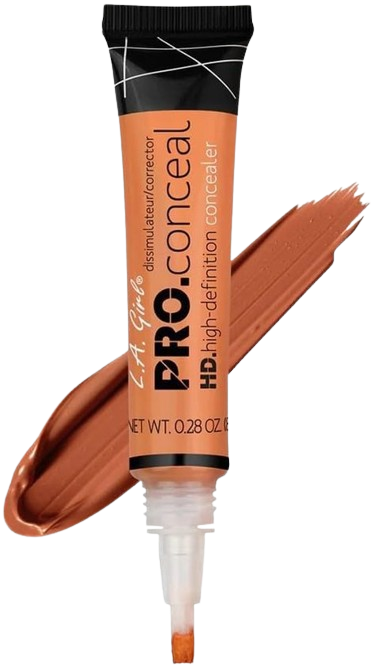 L.A. Girl®
dissimulateur/corrector
PRO.conceal
HD.high-definition concealer
NET WT. 0.28 OZ.